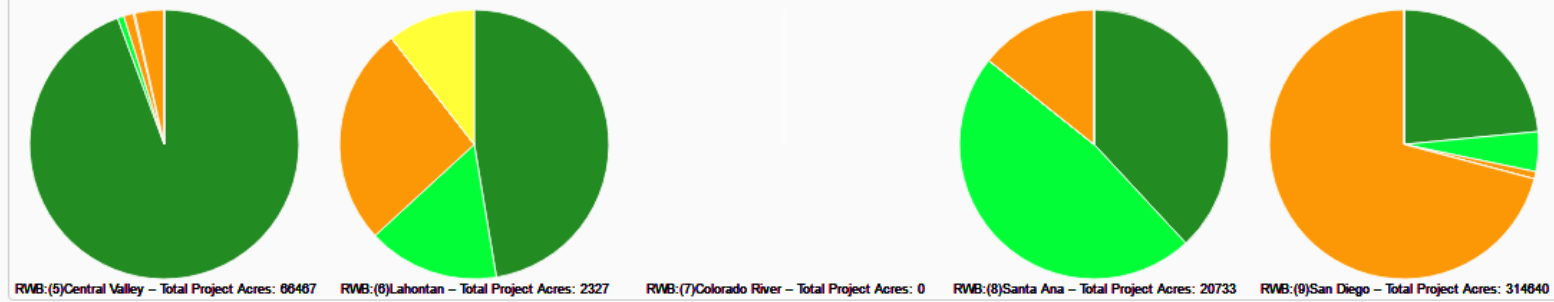 RWB:(5)Central Valley – Total Project Acres: 66467
RWB:(6)Lahontan – Total Project Acres: 2327
RWB:(7)Colorado River – Total Project Acres: 0
RWB:(8)Santa Ana – Total Project Acres: 20733
RWB:(9)San Diego – Total Project Acres: 314640